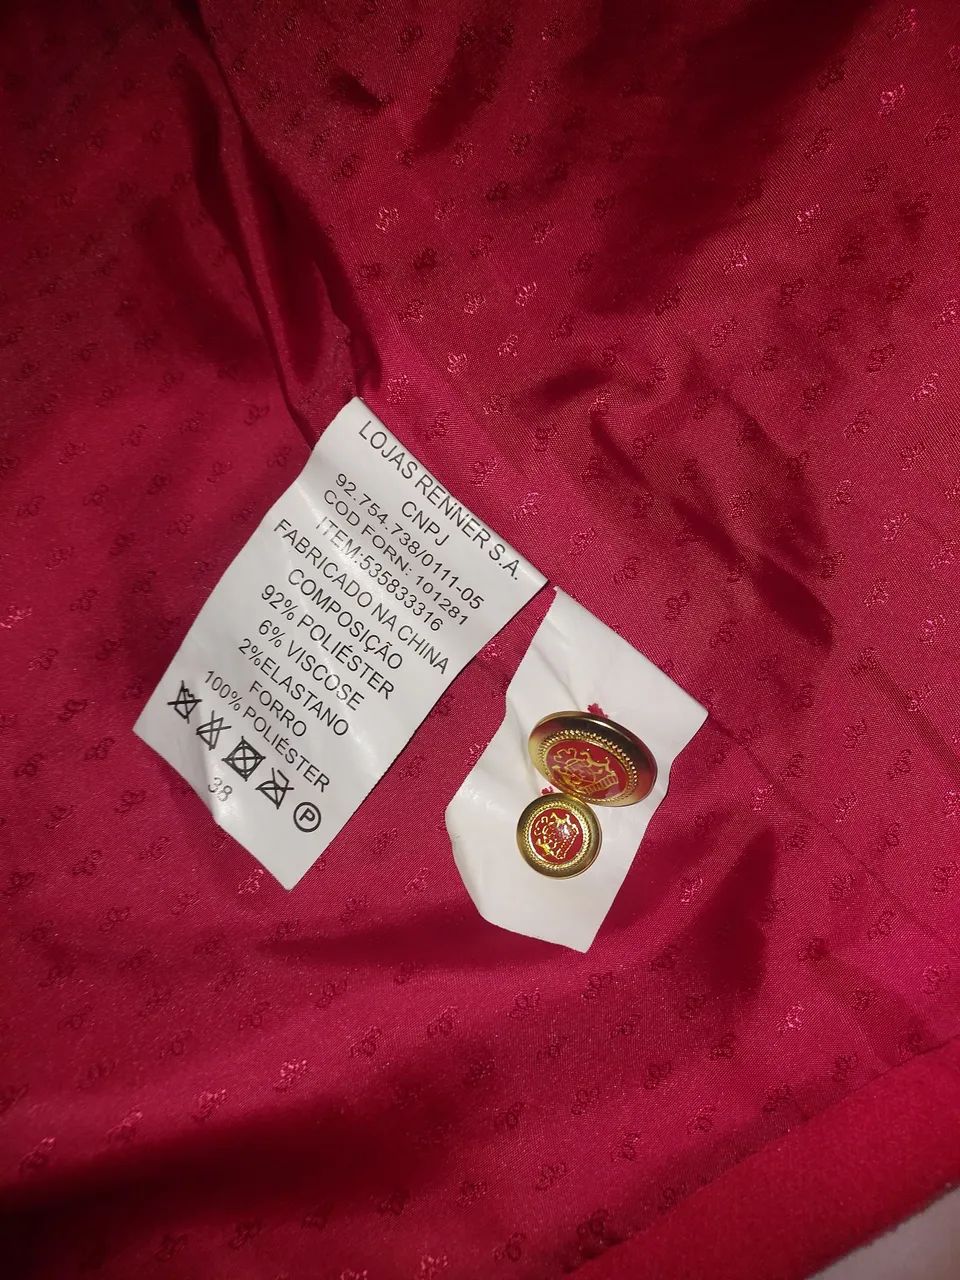 LOJAS RENNER S.A.
CNPJ
92.754.738/0111-05
COD FORN: 101281
ITEM:535833316
FABRICADO NA CHINA
COMPOSIÇÃO
92% POLIÉSTER
6% VISCOSE
2%ELASTANO
FORRO
100% POLIÉSTER
P
38